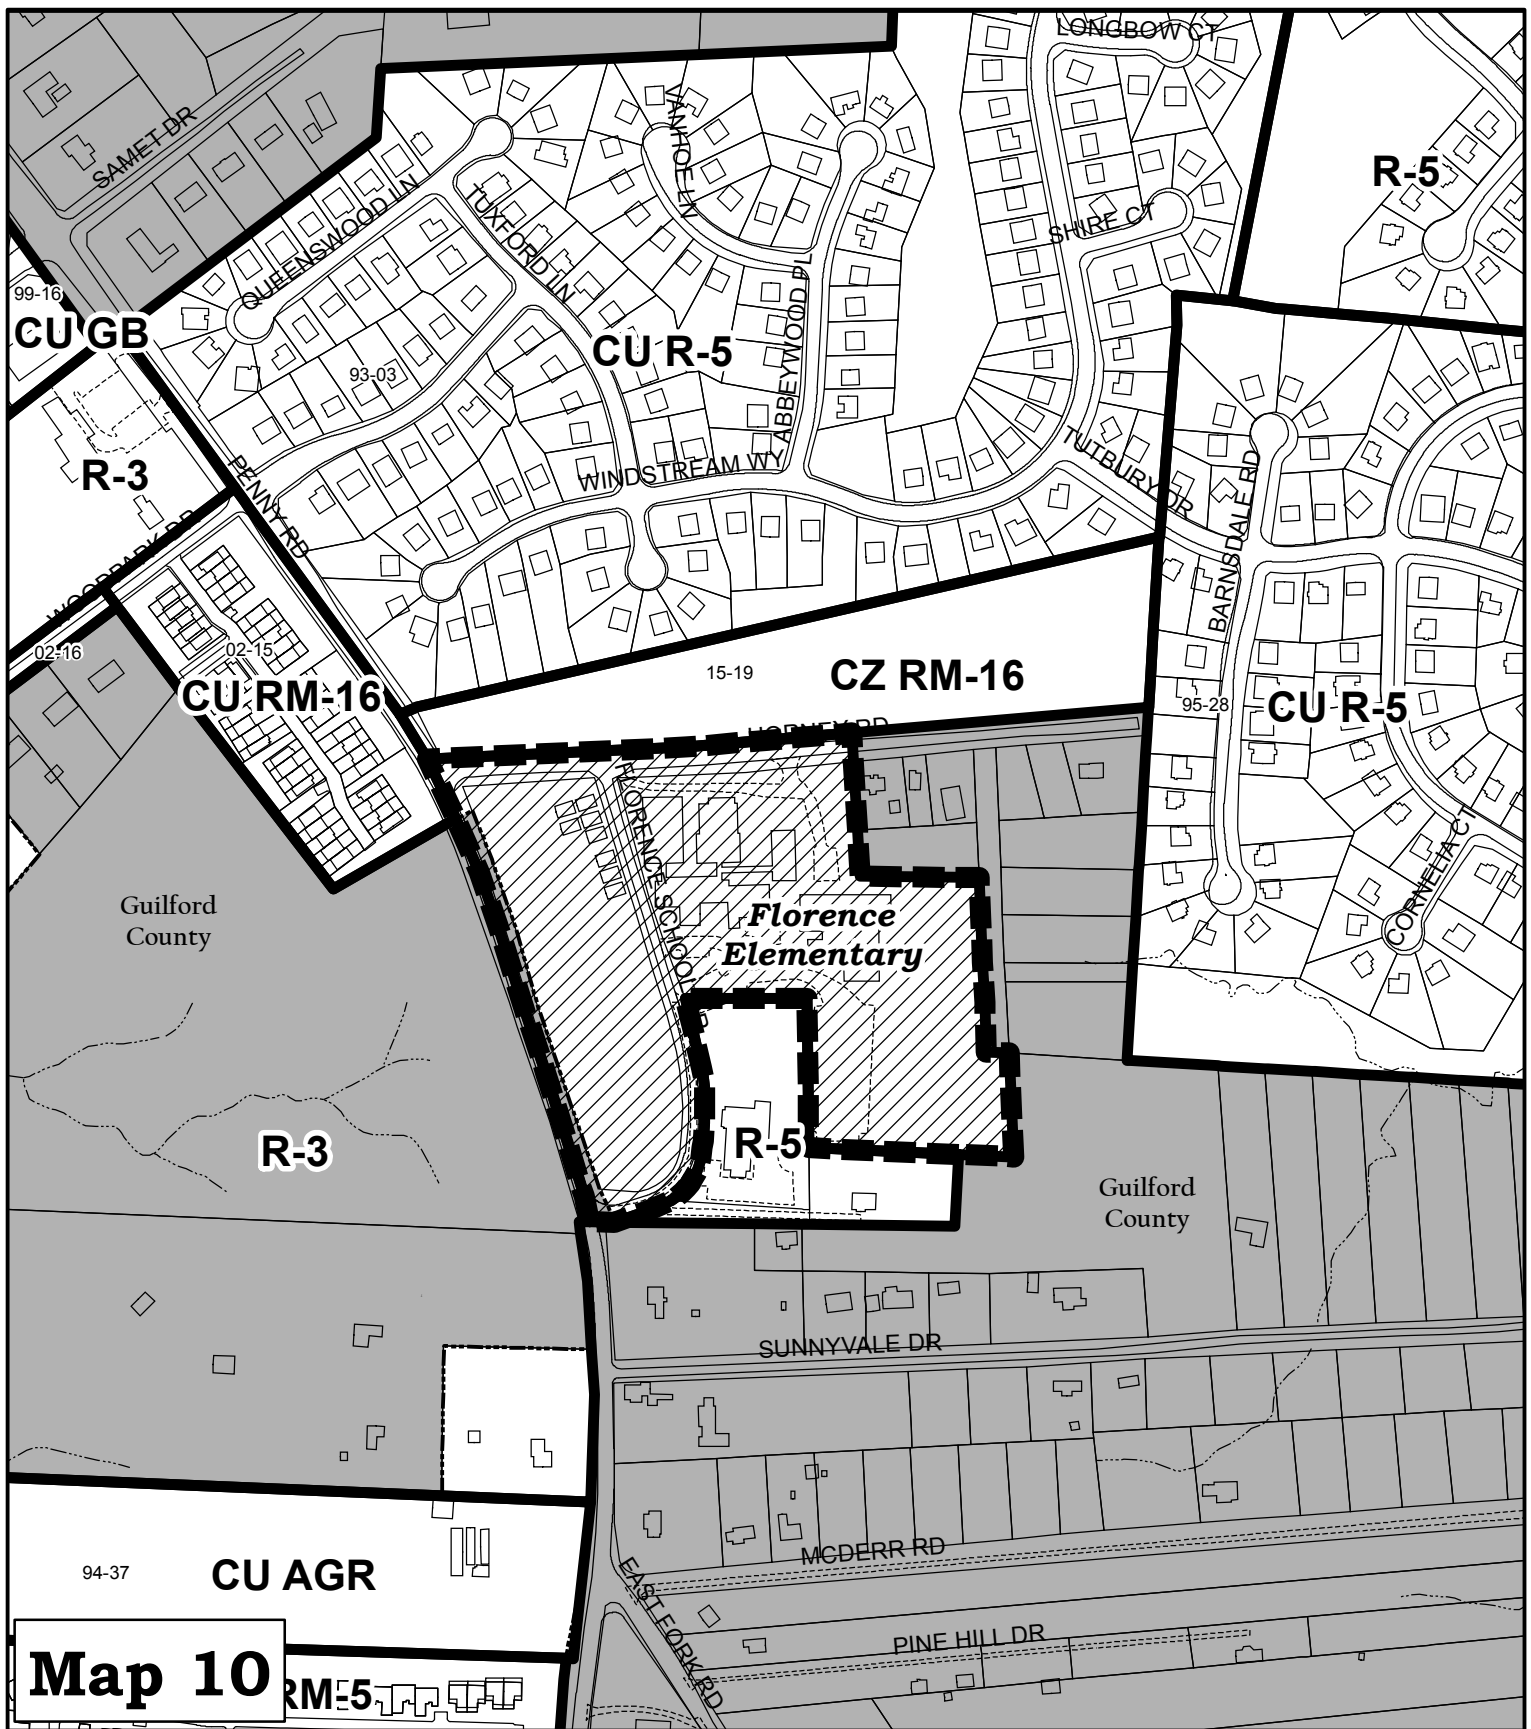 LONGBOW CT
SAMET DR
VANHOE LN
R-5
QUEENSWOOD LN
TUXFORD LN
SHIRE CT
99-16
CU GB
ABBEYWOOD PL
CU R-5
93-03
R-3
PENNY RD
WINDSTREAM WY
TUTBURY DR
BARNSDALE RD
WOODPARK DR
02-16
02-15
CU RM-16
15-19
CZ RM-16
95-28
CU R-5
HORNEY RD
FLORENCE SCHOOL
CORNELIA CT
Guilford
County
Florence
Elementary
R-3
R-5
Guilford
County
SUNNYVALE DR
MCDERR RD
94-37
CU AGR
EAST FORK RD
PINE HILL DR
Map 10
RM-5